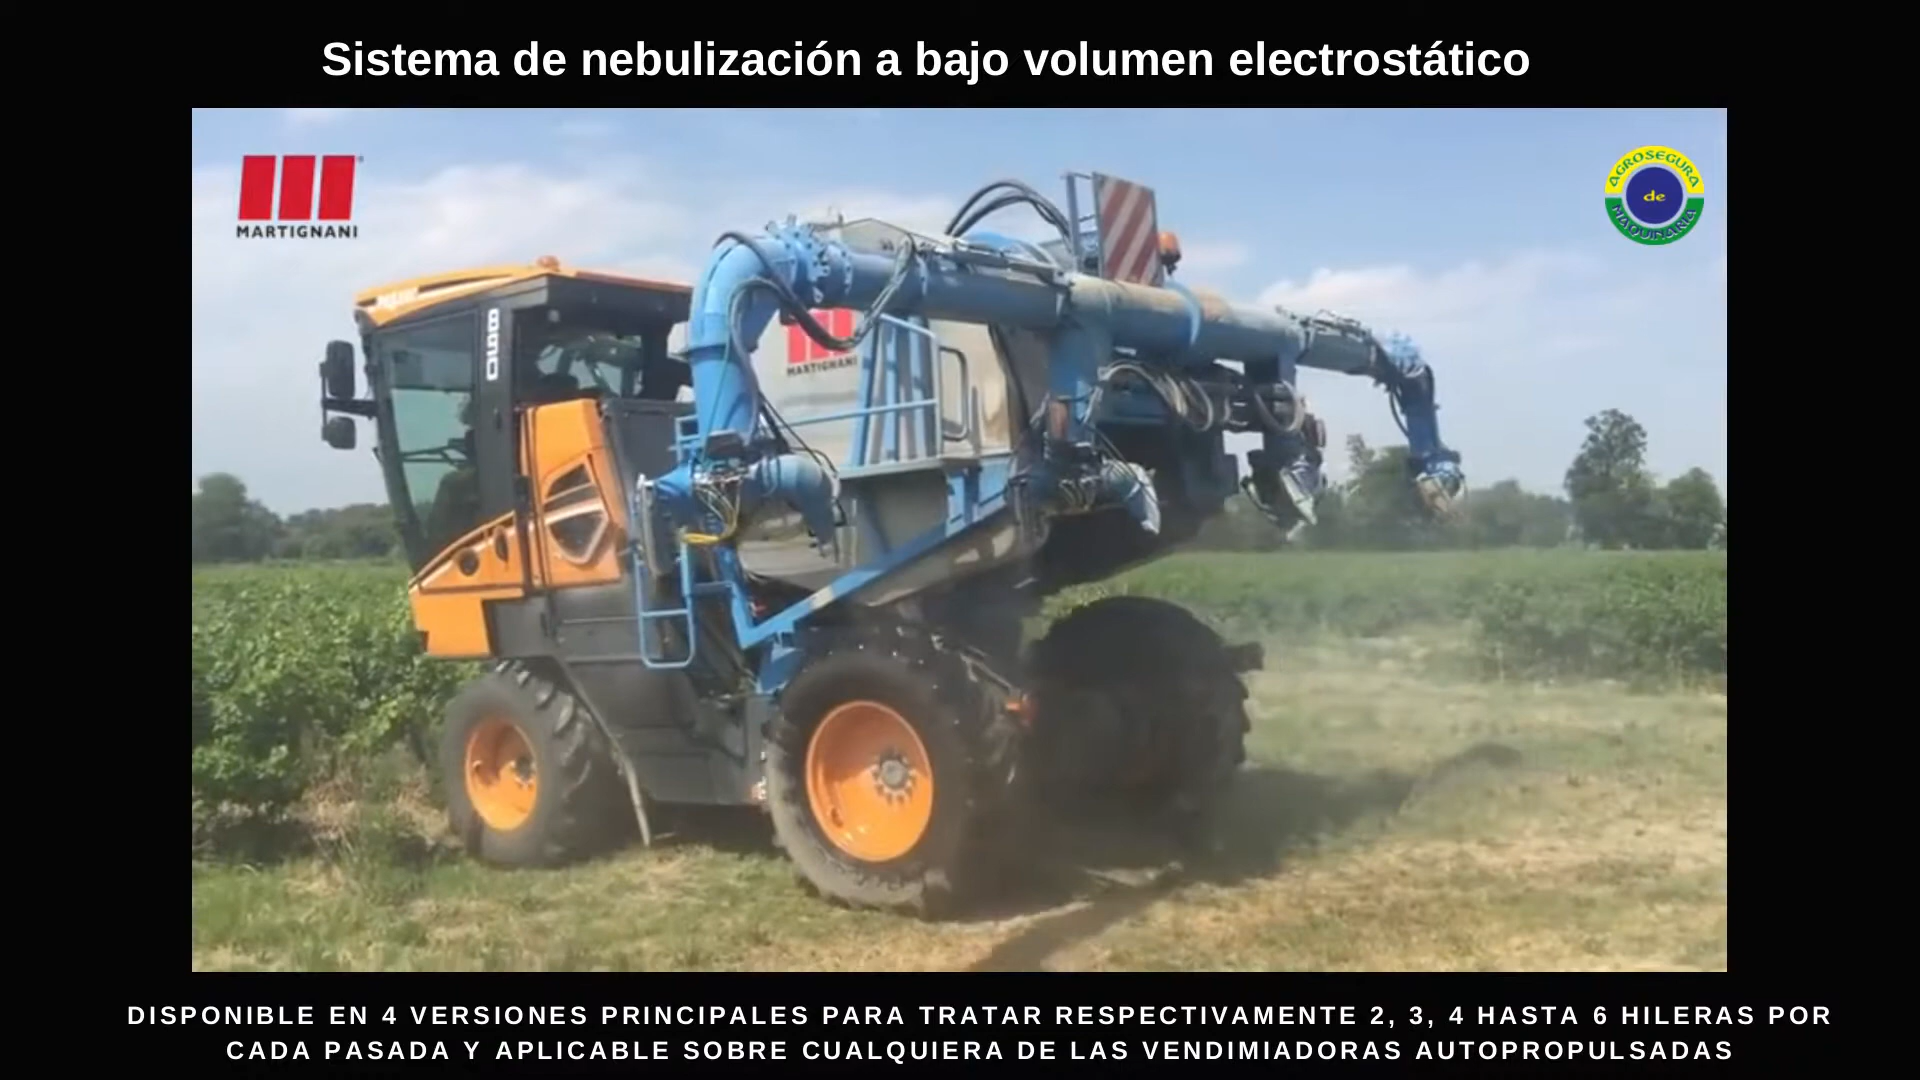 Sistema de nebulización a bajo volumen electrostático
MARTIGNANI
AGROSEGURA
de
MAQUINARIA
MARTIGNANI
DISPONIBLE EN 4 VERSIONES PRINCIPALES PARA TRATAR RESPECTIVAMENTE 2, 3, 4 HASTA 6 HILERAS POR
CADA PASADA Y APLICABLE SOBRE CUALQUIERA DE LAS VENDIMIADORAS AUTOPROPULSADAS